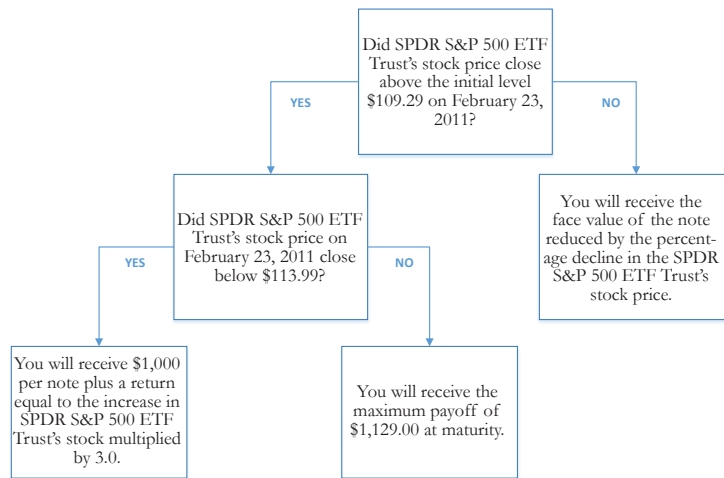 Did SPDR S&P 500 ETF
Trust's stock price close
above the initial level
$109.29 on February 23,
2011?
YES
NO
Did SPDR S&P 500 ETF
Trust's stock price on
February 23, 2011 close
below $113.99?
You will receive the
face value of the note
reduced by the percent-
age decline in the SPDR
S&P 500 ETF Trust's
stock price.
YES
NO
You will receive $1,000
per note plus a return
equal to the increase in
SPDR S&P 500 ETF
Trust's stock multiplied
by 3.0.
You will receive the
maximum payoff of
$1,129.00 at maturity.